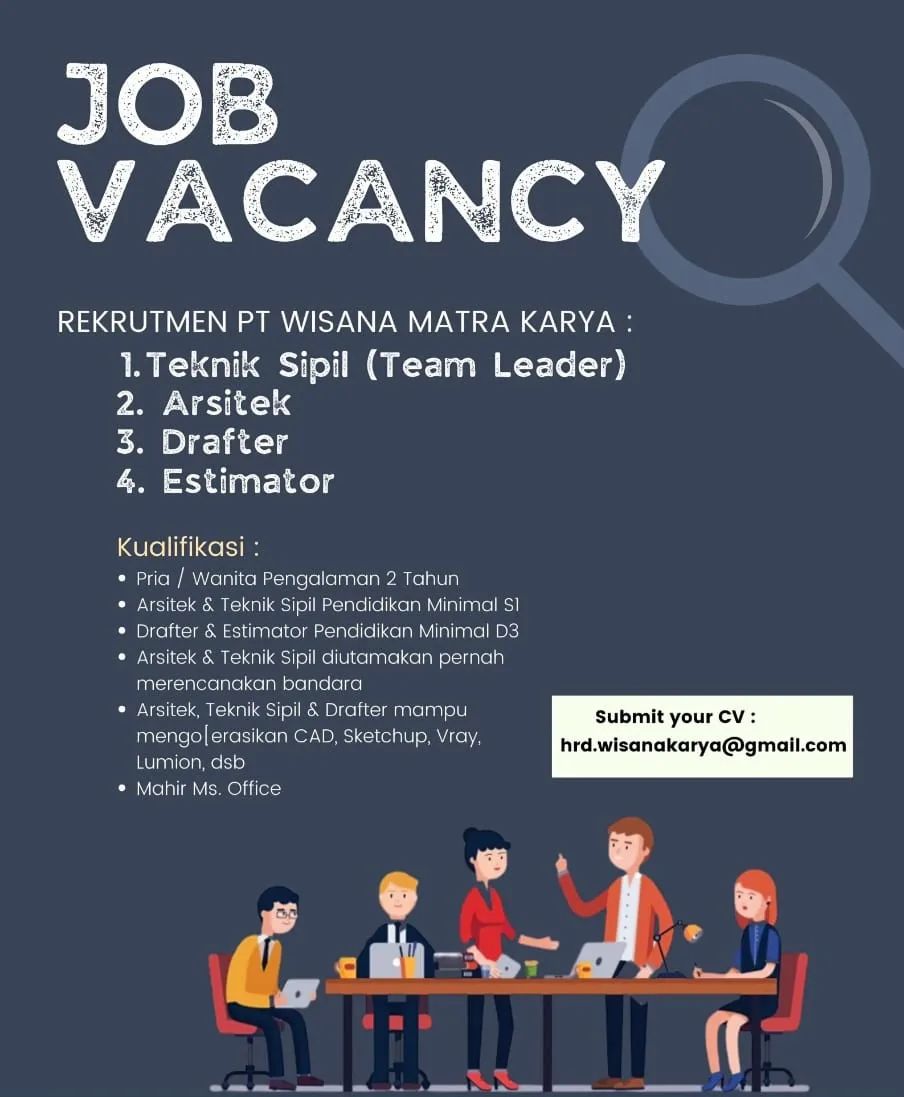 JOB
VACANCY
REKRUTMEN PT WISANA MATRA KARYA :
1. Teknik Sipil (Team Leader)
2. Arsitek
3. Drafter
4. Estimator
Kualifikasi :
• Pria / Wanita Pengalaman 2 Tahun
• Arsitek & Teknik Sipil Pendidikan Minimal S1
• Drafter & Estimator Pendidikan Minimal D3
• Arsitek & Teknik Sipil diutamakan pernah
merencanakan bandara
• Arsitek, Teknik Sipil & Drafter mampu
mengo[erasikan CAD, Sketchup, Vray,
Lumion, dsb
• Mahir Ms. Office
Submit your CV :
hrd.wisanakarya@gmail.com